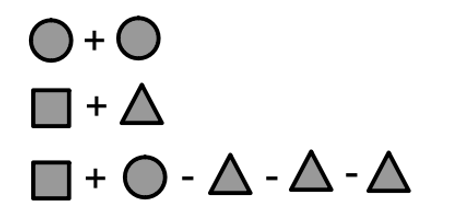 +
+
+ - - -